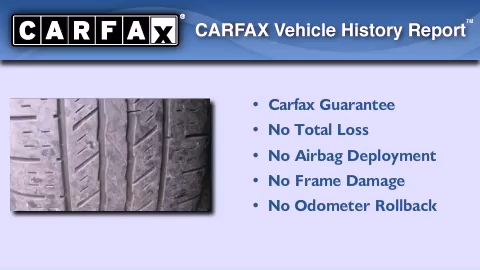 CARFAX® CARFAX Vehicle History Report™
• Carfax Guarantee
• No Total Loss
• No Airbag Deployment
• No Frame Damage
• No Odometer Rollback